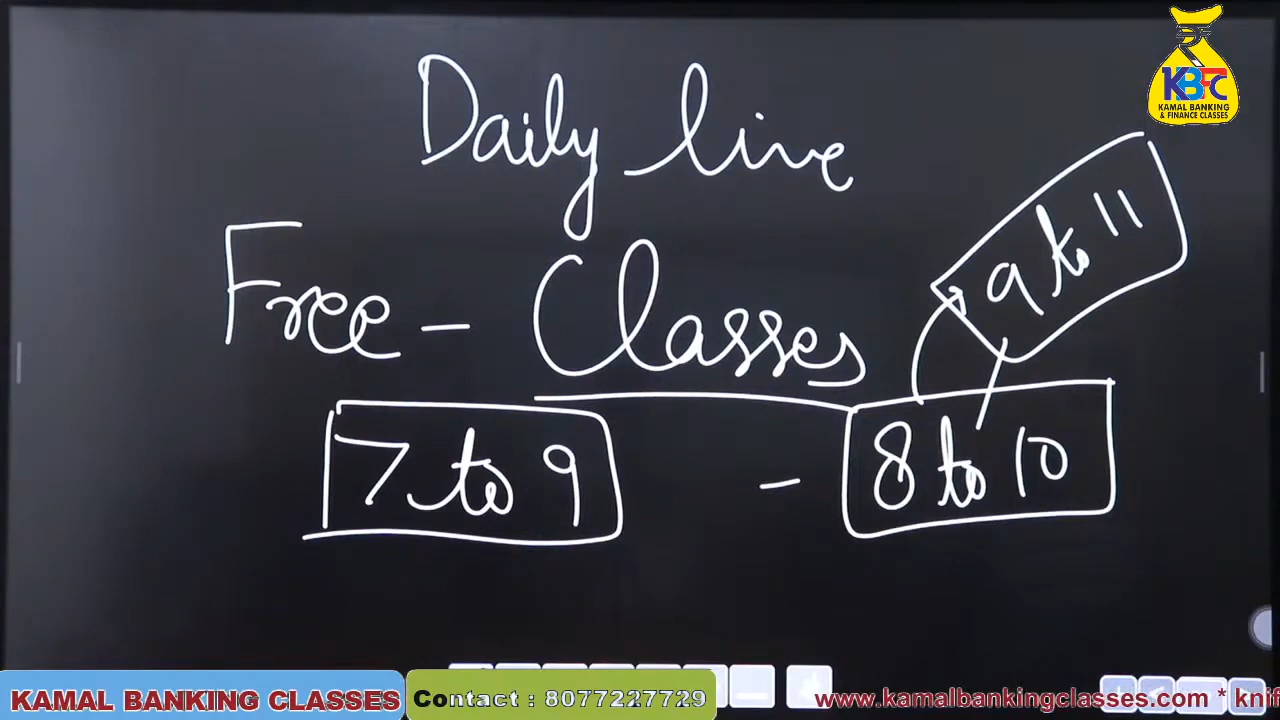 KBFC
KAMAL BANKING
& FINANCE CLASSES
Daily live
Free - Classes
9 to 11
7 to 9 - 8 to 10
KAMAL BANKING CLASSES Contact : 8077227729 www.kamalbankingclasses.com *